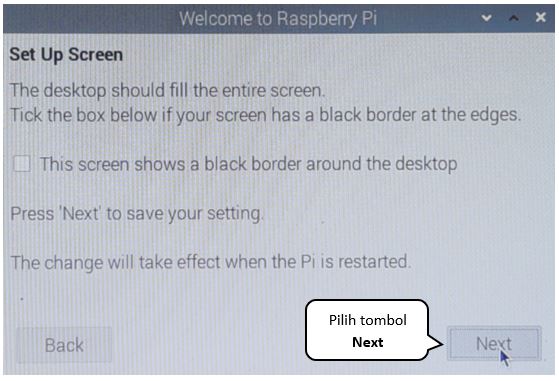 Welcome to Raspberry Pi
Set Up Screen
The desktop should fill the entire screen.
Tick the box below if your screen has a black border at the edges.
This screen shows a black border around the desktop
Press 'Next' to save your setting.
The change will take effect when the Pi is restarted.
Pilih tombol
Next
Back
Next